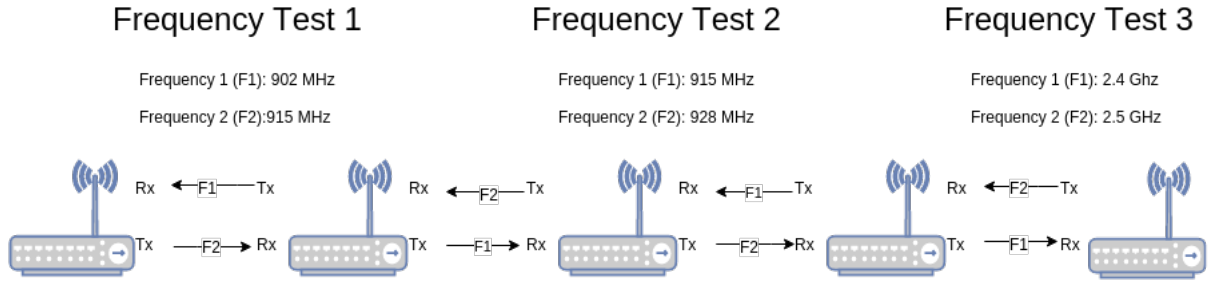 Frequency Test 1
Frequency Test 2
Frequency Test 3
Frequency 1 (F1): 902 MHz
Frequency 1 (F1): 915 MHz
Frequency 1 (F1): 2.4 Ghz
Frequency 2 (F2):915 MHz
Frequency 2 (F2): 928 MHz
Frequency 2 (F2): 2.5 GHz
Rx F1 Tx Rx F2 Tx Rx F1 Tx Rx F2 Tx
Tx F2 Rx Tx F1 Rx Tx F2 Rx Tx F1 Rx